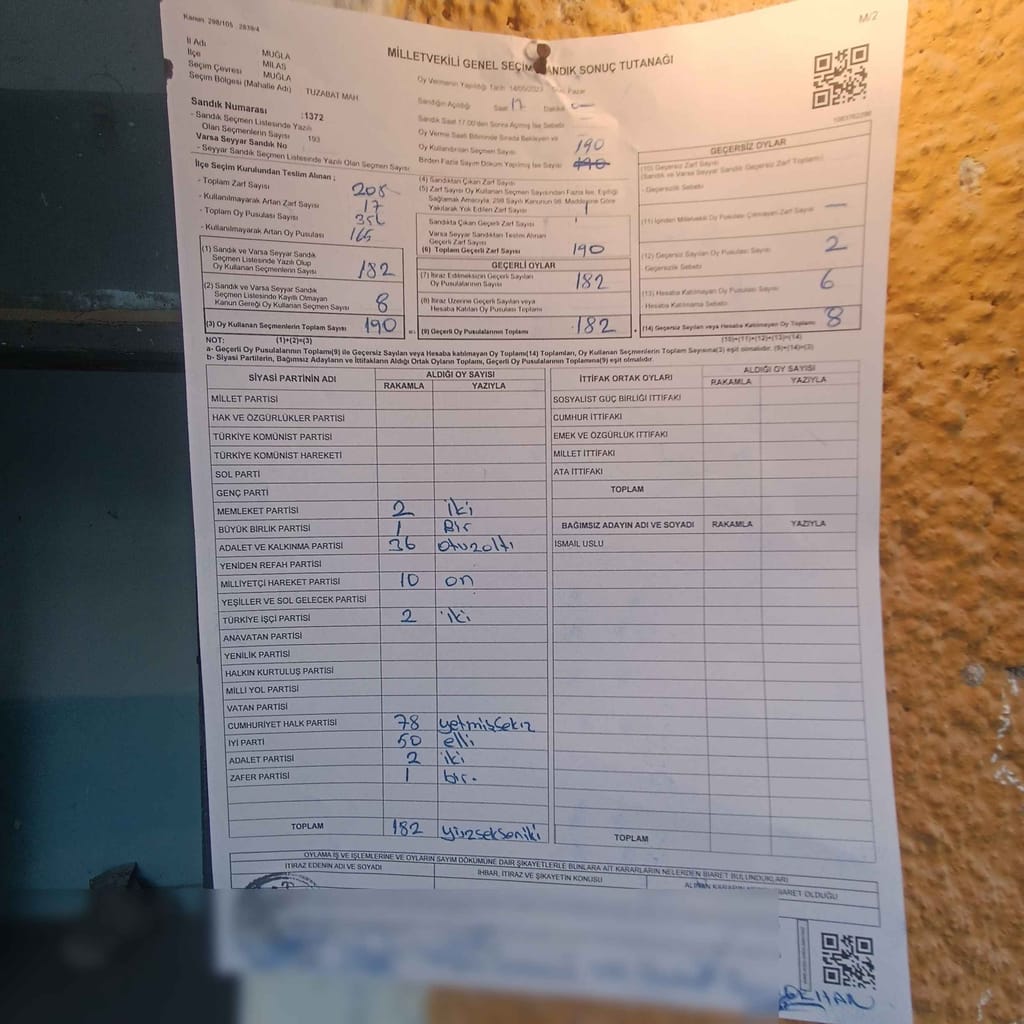 Kanun 298/105 - 2839/4
M/2
MİLLETVEKİLİ GENEL SEÇİM SANDIK SONUÇ TUTANAĞI
İl Adı MUĞLA
İlçe MİLAS
Seçim Çevresi MUĞLA
Seçim Bölgesi (Mahalle Adı) TUZABAT MAH
Sandık Numarası :1372
- Sandık Seçmen Listesinde Yazılı
Olan Seçmenlerin Sayısı : 193
Varsa Seyyar Sandık No
- Seyyar Sandık Seçmen Listesinde Yazılı Olan Seçmen Sayısı
İlçe Seçim Kurulundan Teslim Alınan ;
- Toplam Zarf Sayısı 208
- Kullanılmayarak Artan Zarf Sayısı 17
- Toplam Oy Pusulası Sayısı
- Kullanılmayarak Artan Oy Pusulası 165
(1) Sandık ve Varsa Seyyar Sandık
Seçmen Listesinde Yazılı Olup
Oy Kullanan Seçmenlerin Sayısı 182
(2) Sandık ve Varsa Seyyar Sandık
Seçmen Listesinde Kayıtlı Olmayan
Kanun Gereği Oy Kullanan Seçmen Sayısı 8
(3) Oy Kullanan Seçmenlerin Toplam Sayısı 190
(1)+(2)=(3)
Oy Vermenin Yapıldığı Tarih 14/05/2023 Gün Pazar
Sandığın Açıldığı Saat 17 Dakika
Sandık Saat 17.00'den Sonra Açılmış İse Sebebi
Oy Verme Saati Bitiminde Sırada Bekleyen ve
Oy Kullandırılan Seçmen Sayısı 190
Birden Fazla Sayım Döküm Yapılmış İse Sayısı 190
(4) Sandıktan Çıkan Zarf Sayısı
(5) Zarf Sayısı Oy Kullanan Seçmen Sayısından Fazla İse, Eşitliği
Sağlamak Amacıyla, 298 Sayılı Kanunun 98. Maddesine Göre
Yakılarak Yok Edilen Zarf Sayısı
Sandıkta Çıkan Geçerli Zarf Sayısı
Varsa Seyyar Sandıktan Teslim Alınan
Geçerli Zarf Sayısı
(6) Toplam Geçerli Zarf Sayısı 190
GEÇERLİ OYLAR
(7) İtiraz Edilmeksizin Geçerli Sayılan
Oy Pusulalarının Sayısı 182
(8) İtiraz Üzerine Geçerli Sayılan veya
Hesaba Katılan Oy Pusulası Toplamı
(9) Geçerli Oy Pusulalarının Toplamı 182
GEÇERSİZ OYLAR
(10) Geçersiz Zarf Sayısı
(Sandık ve Varsa Seyyar Sandık Geçersiz Zarf Toplamı)
- Geçersizlik Sebebi
(11) İçinden Milletvekili Oy Pusulası Çıkmayan Zarf Sayısı —
(12) Geçersiz Sayılan Oy Pusulası Sayısı 2
Geçersizlik Sebebi
(13) Hesaba Katılmayan Oy Pusulası Sayısı 6
Hesaba Katılmama Sebebi
(14) Geçersiz Sayılan veya Hesaba Katılmayan Oy Toplamı 8
(10)+(11)+(12)+(13)=(14)
NOT:
a- Geçerli Oy Pusulalarının Toplamı(9) ile Geçersiz Sayılan veya Hesaba katılmayan Oy Toplamı(14) Toplamları, Oy Kullanan Seçmenlerin Toplam Sayısına(3) eşit olmalıdır. (9)+(14)=(3)
b- Siyasi Partilerin, Bağımsız Adayların ve İttifakların Aldığı Ortak Oyların Toplamı, Geçerli Oy Pusulalarının Toplamına(9) eşit olmalıdır.
SİYASİ PARTİNİN ADI ALDIĞI OY SAYISI
RAKAMLA YAZIYLA
MİLLET PARTİSİ
HAK VE ÖZGÜRLÜKLER PARTİSİ
TÜRKİYE KOMÜNİST PARTİSİ
TÜRKİYE KOMÜNİST HAREKETİ
SOL PARTİ
GENÇ PARTİ
MEMLEKET PARTİSİ 2 iki
BÜYÜK BİRLİK PARTİSİ 1 Bir
ADALET VE KALKINMA PARTİSİ 36 otuzaltı
YENİDEN REFAH PARTİSİ
MİLLİYETÇİ HAREKET PARTİSİ 10 on
YEŞİLLER VE SOL GELECEK PARTİSİ
TÜRKİYE İŞÇİ PARTİSİ 2 iki
ANAVATAN PARTİSİ
YENİLİK PARTİSİ
HALKIN KURTULUŞ PARTİSİ
MİLLİ YOL PARTİSİ
VATAN PARTİSİ
CUMHURİYET HALK PARTİSİ 78 yetmişsekiz
İYİ PARTİ 50 elli
ADALET PARTİSİ 2 iki
ZAFER PARTİSİ 1 bir.
TOPLAM 182 yüzsekseniki
İTTİFAK ORTAK OYLARI ALDIĞI OY SAYISI
RAKAMLA YAZIYLA
SOSYALİST GÜÇ BİRLİĞİ İTTİFAKI
CUMHUR İTTİFAKI
EMEK VE ÖZGÜRLÜK İTTİFAKI
MİLLET İTTİFAKI
ATA İTTİFAKI
TOPLAM
BAĞIMSIZ ADAYIN ADI VE SOYADI RAKAMLA YAZIYLA
İSMAİL USLU
TOPLAM
OYLAMA İŞ VE İŞLEMLERİNE VE OYLARIN SAYIM DÖKÜMÜNE DAİR ŞİKAYETLERLE BUNLARA AİT KARARLARIN NELERDEN İBARET BULUNDUKLARI
İTİRAZ EDENİN ADI VE SOYADI İHBAR, İTİRAZ VE ŞİKAYETİN KONUSU ALINAN KARARIN NEDEN İBARET OLDUĞU